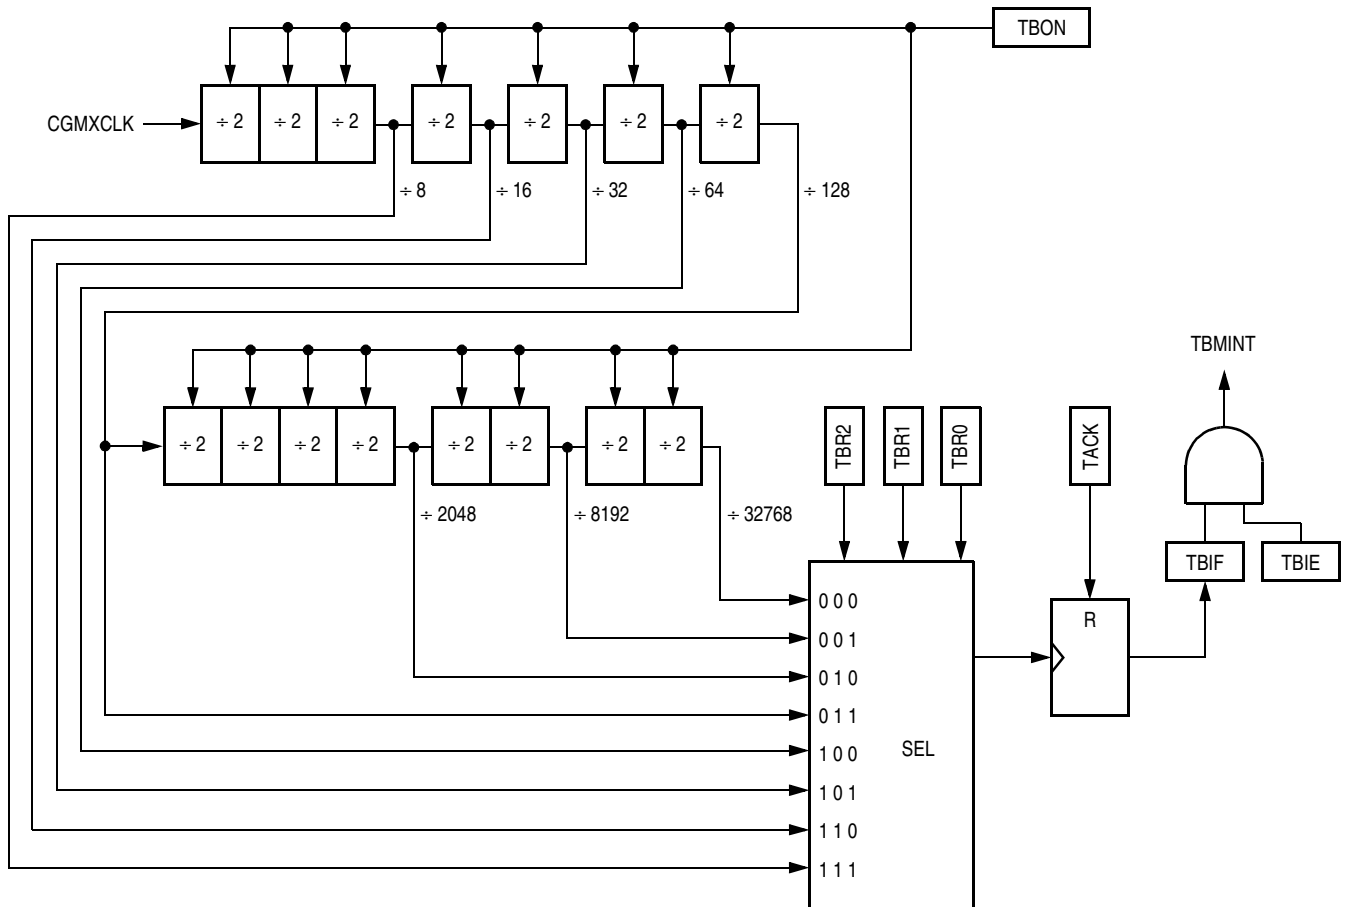 TBON
CGMXCLK
÷ 2 ÷ 2 ÷ 2 ÷ 2 ÷ 2 ÷ 2 ÷ 2
÷ 8 ÷ 16 ÷ 32 ÷ 64 ÷ 128
TBMINT
÷ 2 ÷ 2 ÷ 2 ÷ 2 ÷ 2 ÷ 2 ÷ 2 ÷ 2
TBR2
TBR1
TBR0
TACK
÷ 2048 ÷ 8192 ÷ 32768
TBIF TBIE
0 0 0
R
0 0 1
0 1 0
0 1 1
SEL
1 0 0
1 0 1
1 1 0
1 1 1